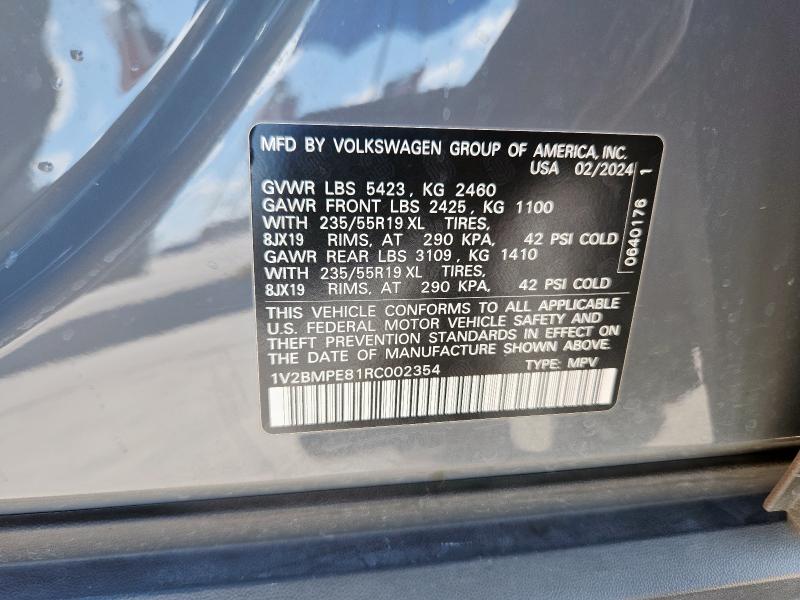 MFD BY VOLKSWAGEN GROUP OF AMERICA, INC.
USA 02/2024
GVWR LBS 5423, KG 2460
GAWR FRONT LBS 2425, KG 1100
WITH 235/55R19 XL TIRES,
8JX19 RIMS, AT 290 KPA, 42 PSI COLD
GAWR REAR LBS 3109, KG 1410
WITH 235/55R19 XL TIRES,
8JX19 RIMS, AT 290 KPA, 42 PSI COLD
0640176 1
THIS VEHICLE CONFORMS TO ALL APPLICABLE
U.S. FEDERAL MOTOR VEHICLE SAFETY AND
THEFT PREVENTION STANDARDS IN EFFECT ON
THE DATE OF MANUFACTURE SHOWN ABOVE.
1V2BMPE81RC002354 TYPE: MPV